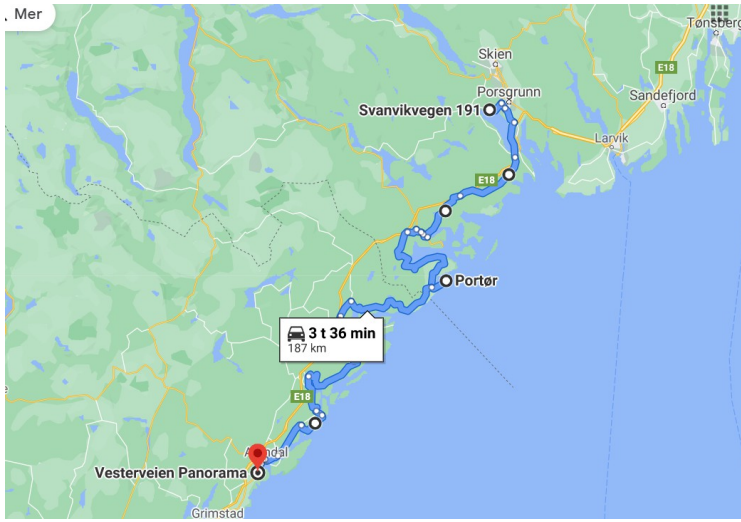 Mer
Tønsberg
Skien
E18
Porsgrunn
Sandefjord
Svanvikvegen 191
Larvik
E18
Portør
3 t 36 min
187 km
E18
Arendal
Vesterveien Panorama
Grimstad